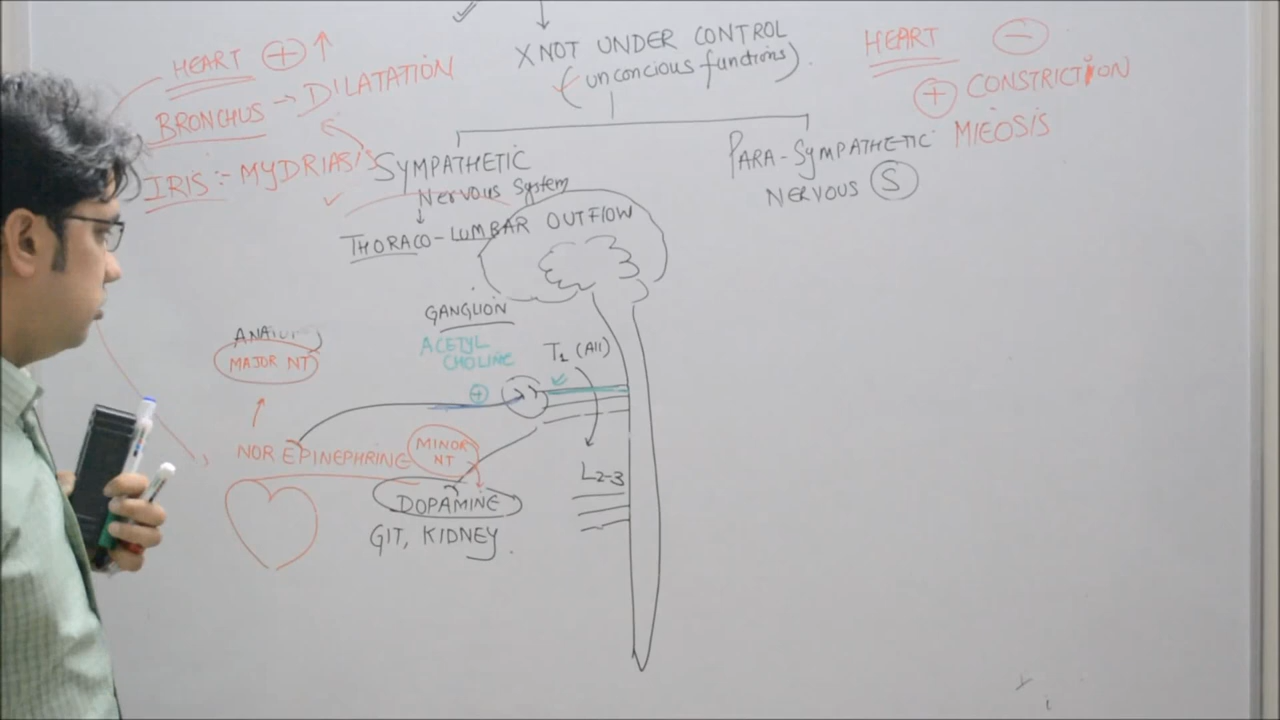 X NOT UNDER CONTROL
(unconcious functions).
HEART + ↑
BRONCHUS → DILATATION
IRIS :- MYDRIASIS
HEART -
+ CONSTRICTION
MIEOSIS
SYMPATHETIC
Nervous System
PARA-SYMPATHETIC
NERVOUS S
THORACO-LUMBAR OUTFLOW
GANGLION
ACETYL
CHOLINE
+
T1 (All)
L2-3
MAJOR NT
NOR EPINEPHRINE
MINOR
NT
DOPAMINE
GIT, KIDNEY.